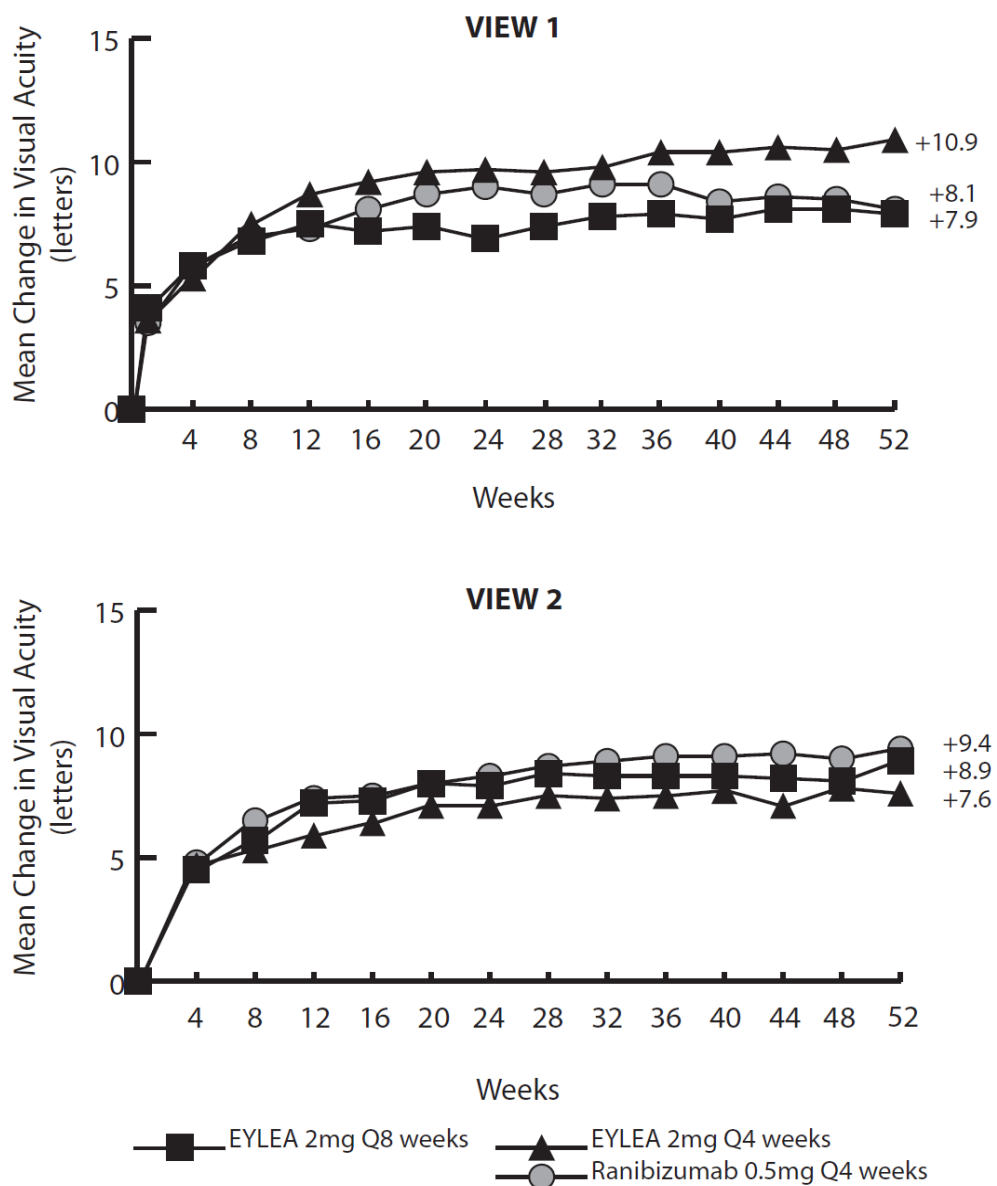 VIEW 1
Mean Change in Visual Acuity
(letters)
15
10
5
0
+10.9
+8.1
+7.9
4 8 12 16 20 24 28 32 36 40 44 48 52
Weeks
VIEW 2
Mean Change in Visual Acuity
(letters)
15
10
5
0
+9.4
+8.9
+7.6
4 8 12 16 20 24 28 32 36 40 44 48 52
Weeks
EYLEA 2mg Q8 weeks
EYLEA 2mg Q4 weeks
Ranibizumab 0.5mg Q4 weeks